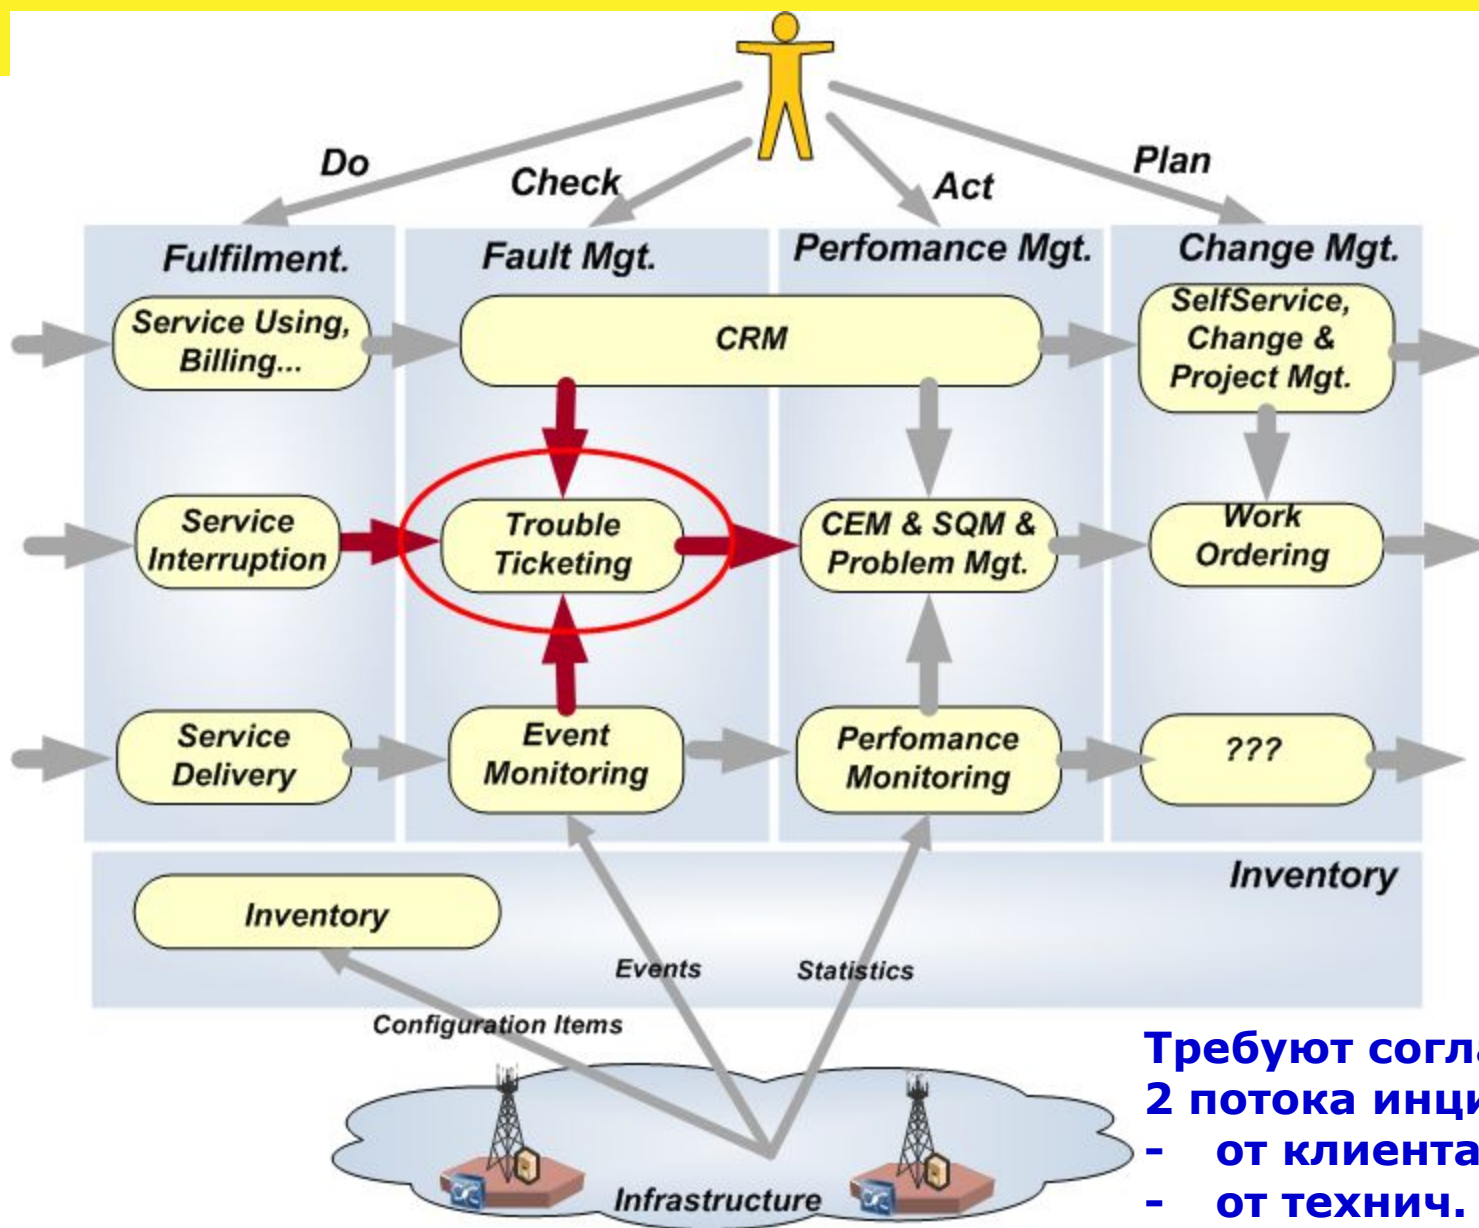 Do
Check
Act
Plan
Fulfilment.
Fault Mgt.
Perfomance Mgt.
Change Mgt.
Service Using,
Billing...
CRM
SelfService,
Change &
Project Mgt.
Service
Interruption
Trouble
Ticketing
CEM & SQM &
Problem Mgt.
Work
Ordering
Service
Delivery
Event
Monitoring
Perfomance
Monitoring
???
Inventory
Inventory
Events
Statistics
Configuration Items
Infrastructure
Требуют согла
2 потока инци
- от клиента
- от технич.